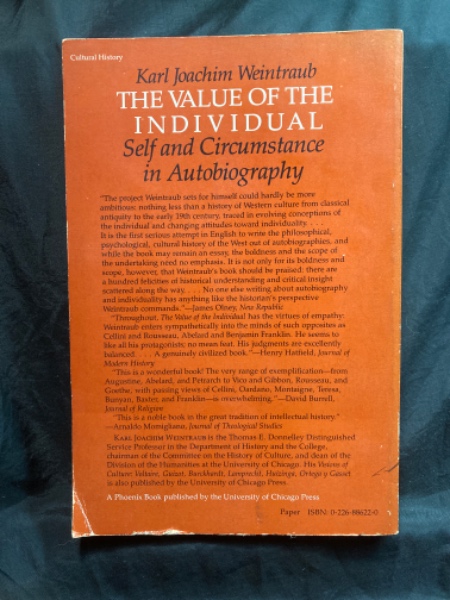 Cultural History
Karl Joachim Weintraub
THE VALUE OF THE
INDIVIDUAL
Self and Circumstance
in Autobiography
"The project Weintraub sets for himself could hardly be more
ambitious: nothing less than a history of Western culture from classical
antiquity to the early 19th century, traced in evolving conceptions of
the individual and changing attitudes toward individuality. . . .
It is the first serious attempt in English to write the philosophical,
psychological, cultural history of the West out of autobiographies, and
while the book may remain an essay, the boldness and the scope of
the undertaking need no emphasis. It is not only for its boldness and
scope, however, that Weintraub's book should be praised: there are
a hundred felicities of historical understanding and critical insight
scattered along the way. . . . No one else writing about autobiography
and individuality has anything like the historian's perspective
Weintraub commands."—James Olney, New Republic
"Throughout, The Value of the Individual has the virtues of empathy:
Weintraub enters sympathetically into the minds of such opposites as
Cellini and Rousseau, Abelard and Benjamin Franklin. He seems to
like all his protagonists; no mean feat. His judgments are excellently
balanced. . . . A genuinely civilized book."—Henry Hatfield, Journal of
Modern History
"This is a wonderful book! The very range of exemplification—from
Augustine, Abelard, and Petrarch to Vico and Gibbon, Rousseau, and
Goethe, with passing views of Cellini, Cardano, Montaigne, Teresa,
Bunyan, Baxter, and Franklin—is overwhelming."—David Burrell,
Journal of Religion
"This is a noble book in the great tradition of intellectual history."
—Arnaldo Momigliano, Journal of Theological Studies
KARL JOACHIM WEINTRAUB is the Thomas E. Donnelley Distinguished
Service Professor in the Department of History and the College,
chairman of the Committee on the History of Culture, and dean of the
Division of the Humanities at the University of Chicago. His Visions of
Culture: Voltaire, Guizot, Burckhardt, Lamprecht, Huizinga, Ortega y Gasset
is also published by the University of Chicago Press.
A Phoenix Book published by the University of Chicago Press
Paper ISBN: 0-226-88622-0